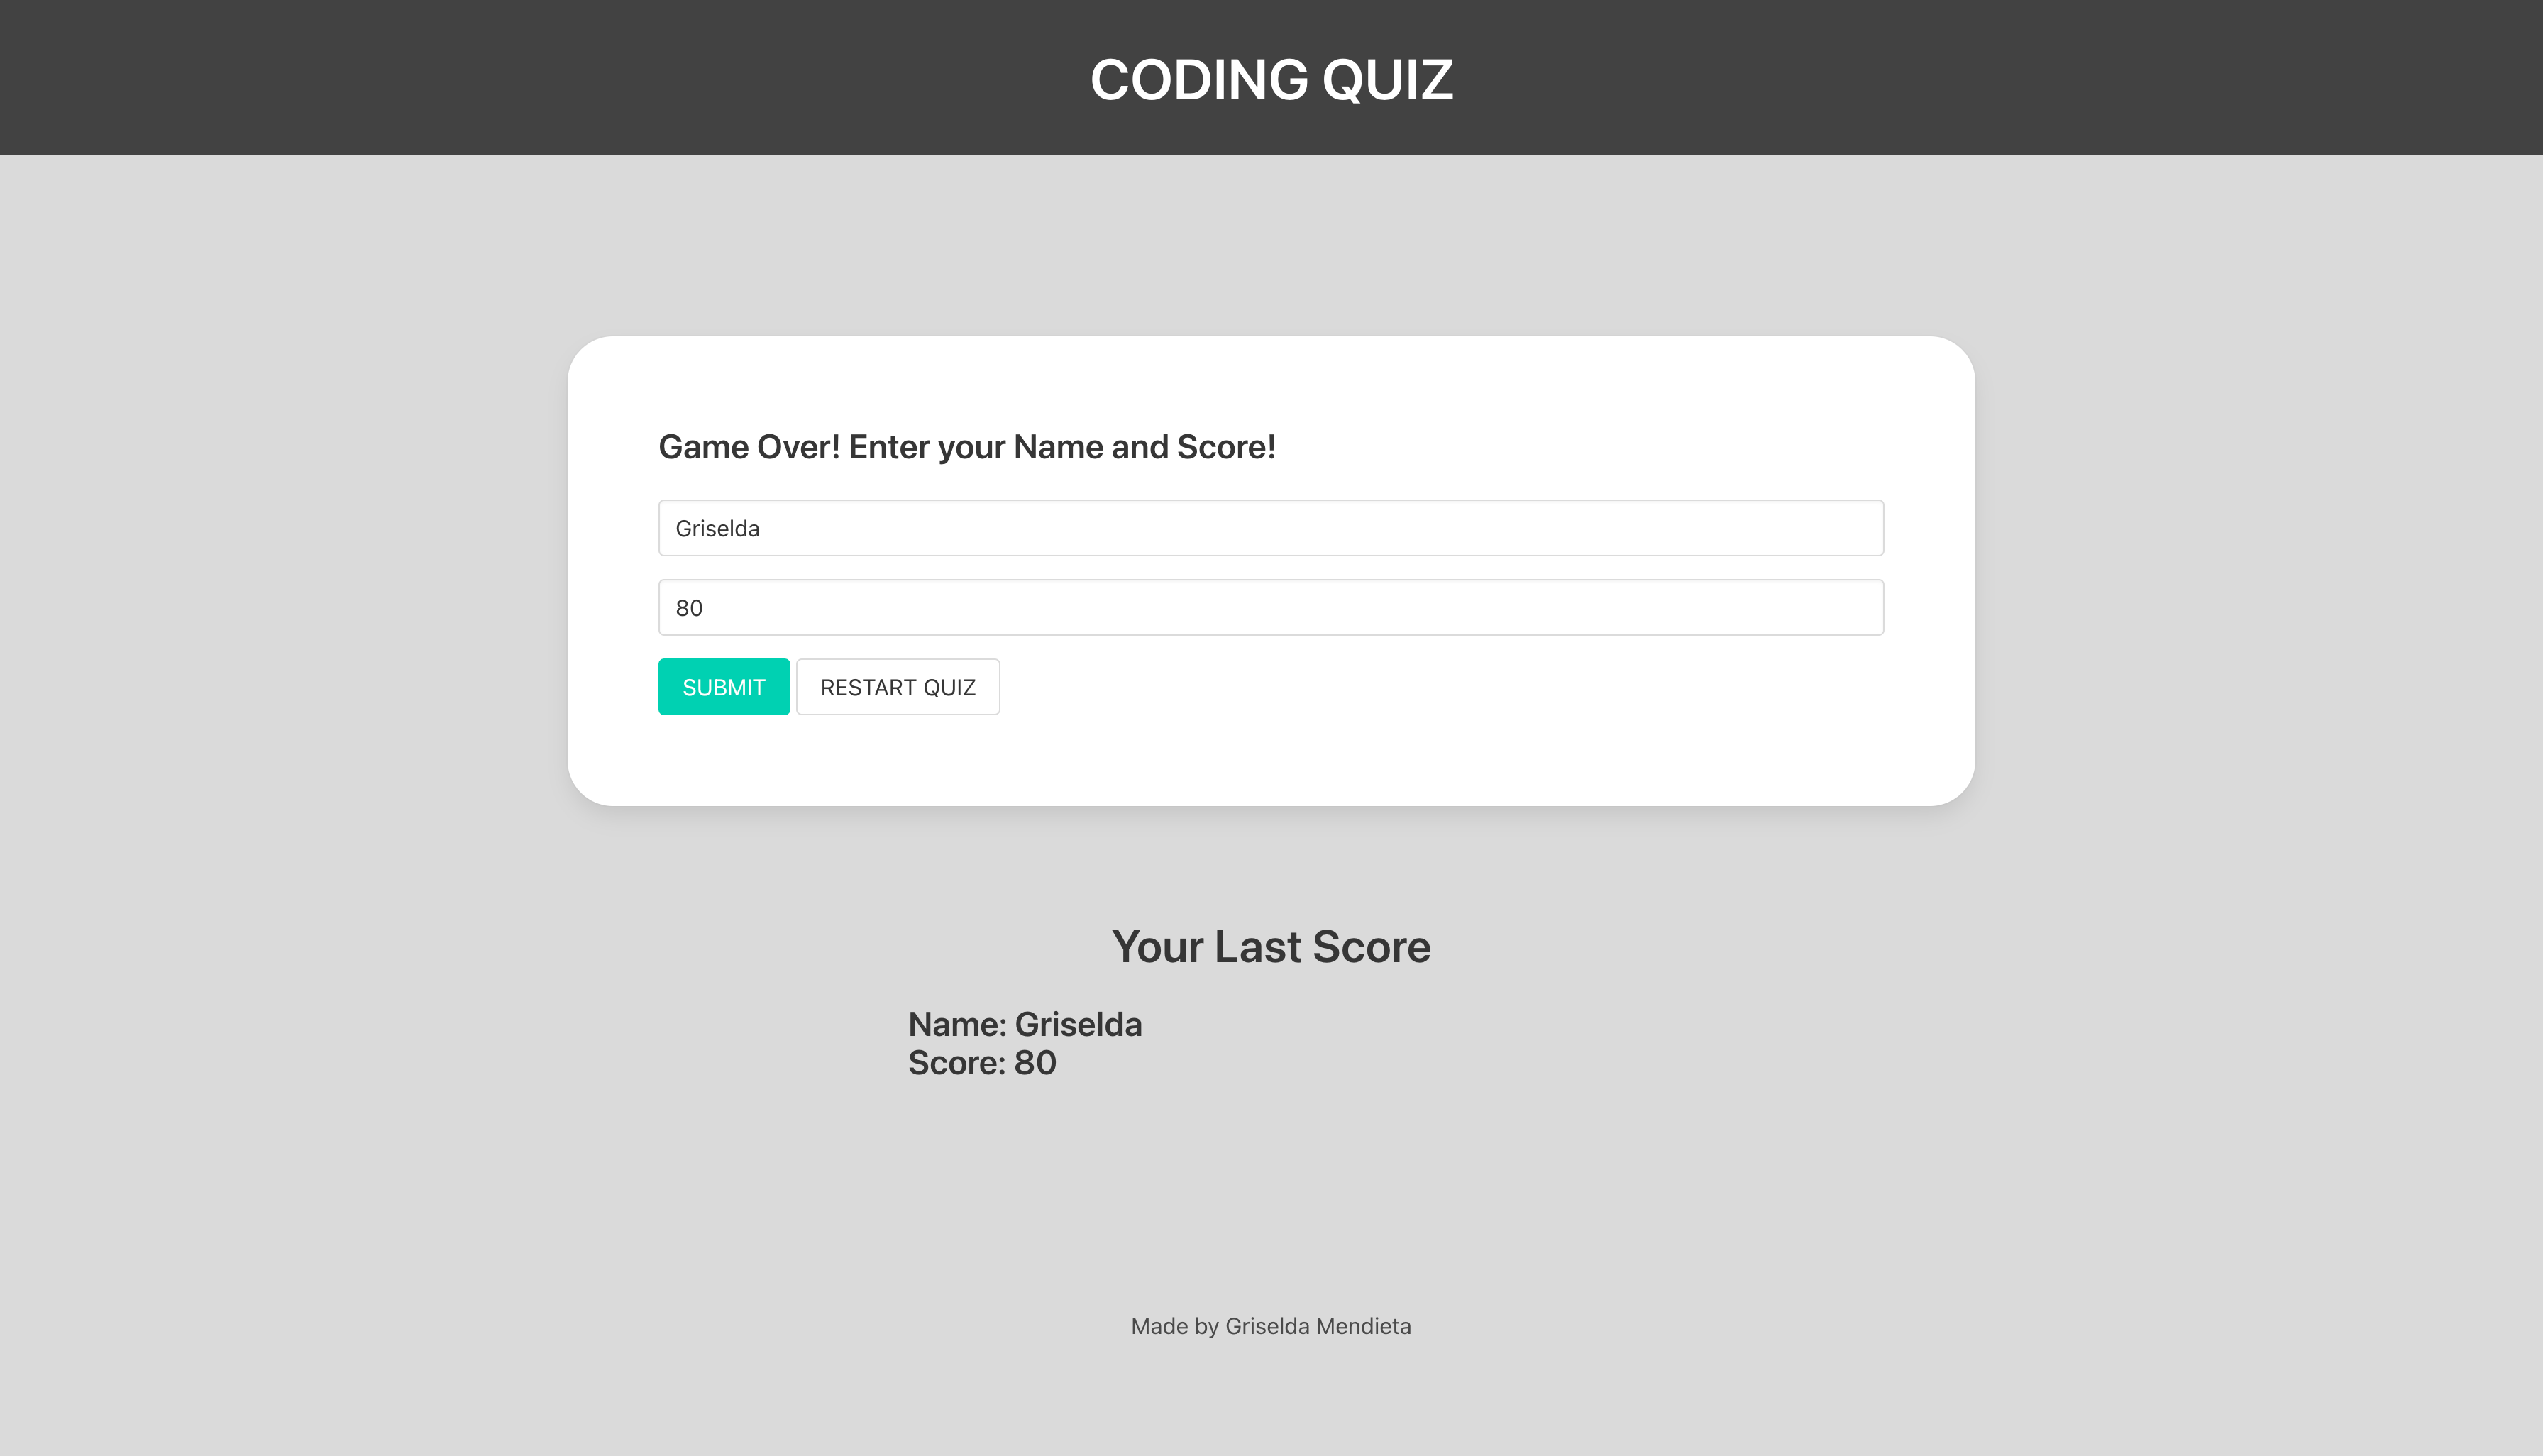 CODING QUIZ
Game Over! Enter your Name and Score!
Griselda
80
SUBMIT RESTART QUIZ
Your Last Score
Name: Griselda
Score: 80
Made by Griselda Mendieta